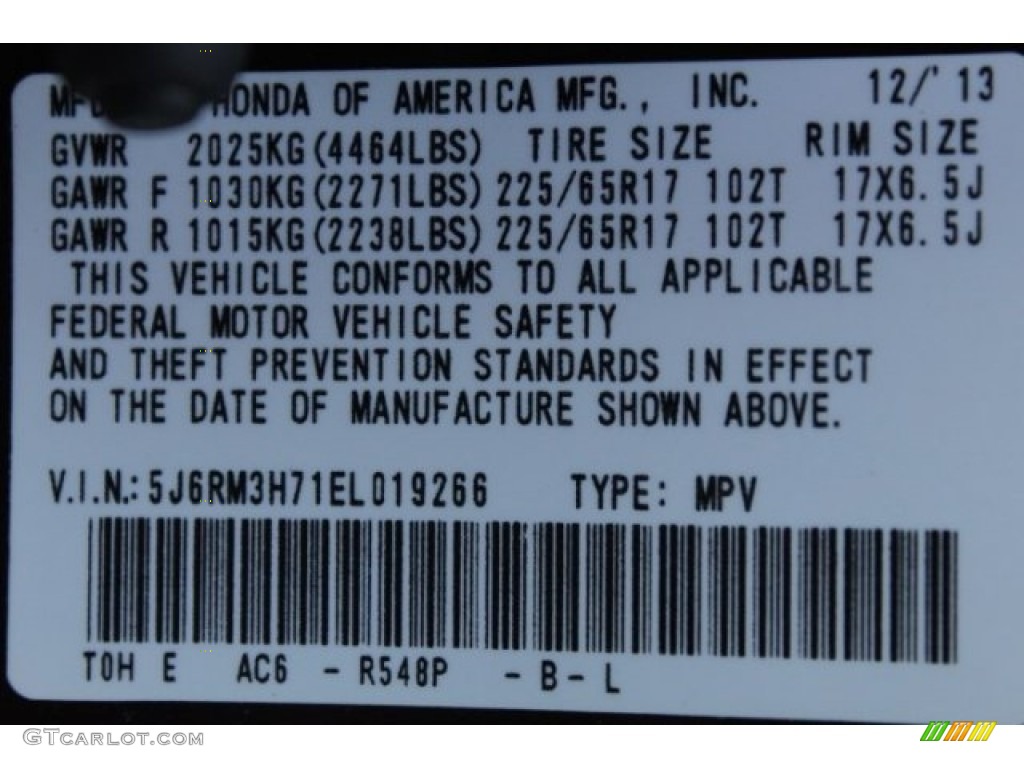 HONDA OF AMERICA MFG., INC. 12/'13
GVWR 2025KG(4464LBS) TIRE SIZE RIM SIZE
GAWR F 1030KG(2271LBS) 225/65R17 102T 17X6.5J
GAWR R 1015KG(2238LBS) 225/65R17 102T 17X6.5J
THIS VEHICLE CONFORMS TO ALL APPLICABLE
FEDERAL MOTOR VEHICLE SAFETY
AND THEFT PREVENTION STANDARDS IN EFFECT
ON THE DATE OF MANUFACTURE SHOWN ABOVE.
V.I.N.: 5J6RM3H71EL019266 TYPE: MPV
TOH E AC6 - R548P - B - L
GTCARLOT.COM